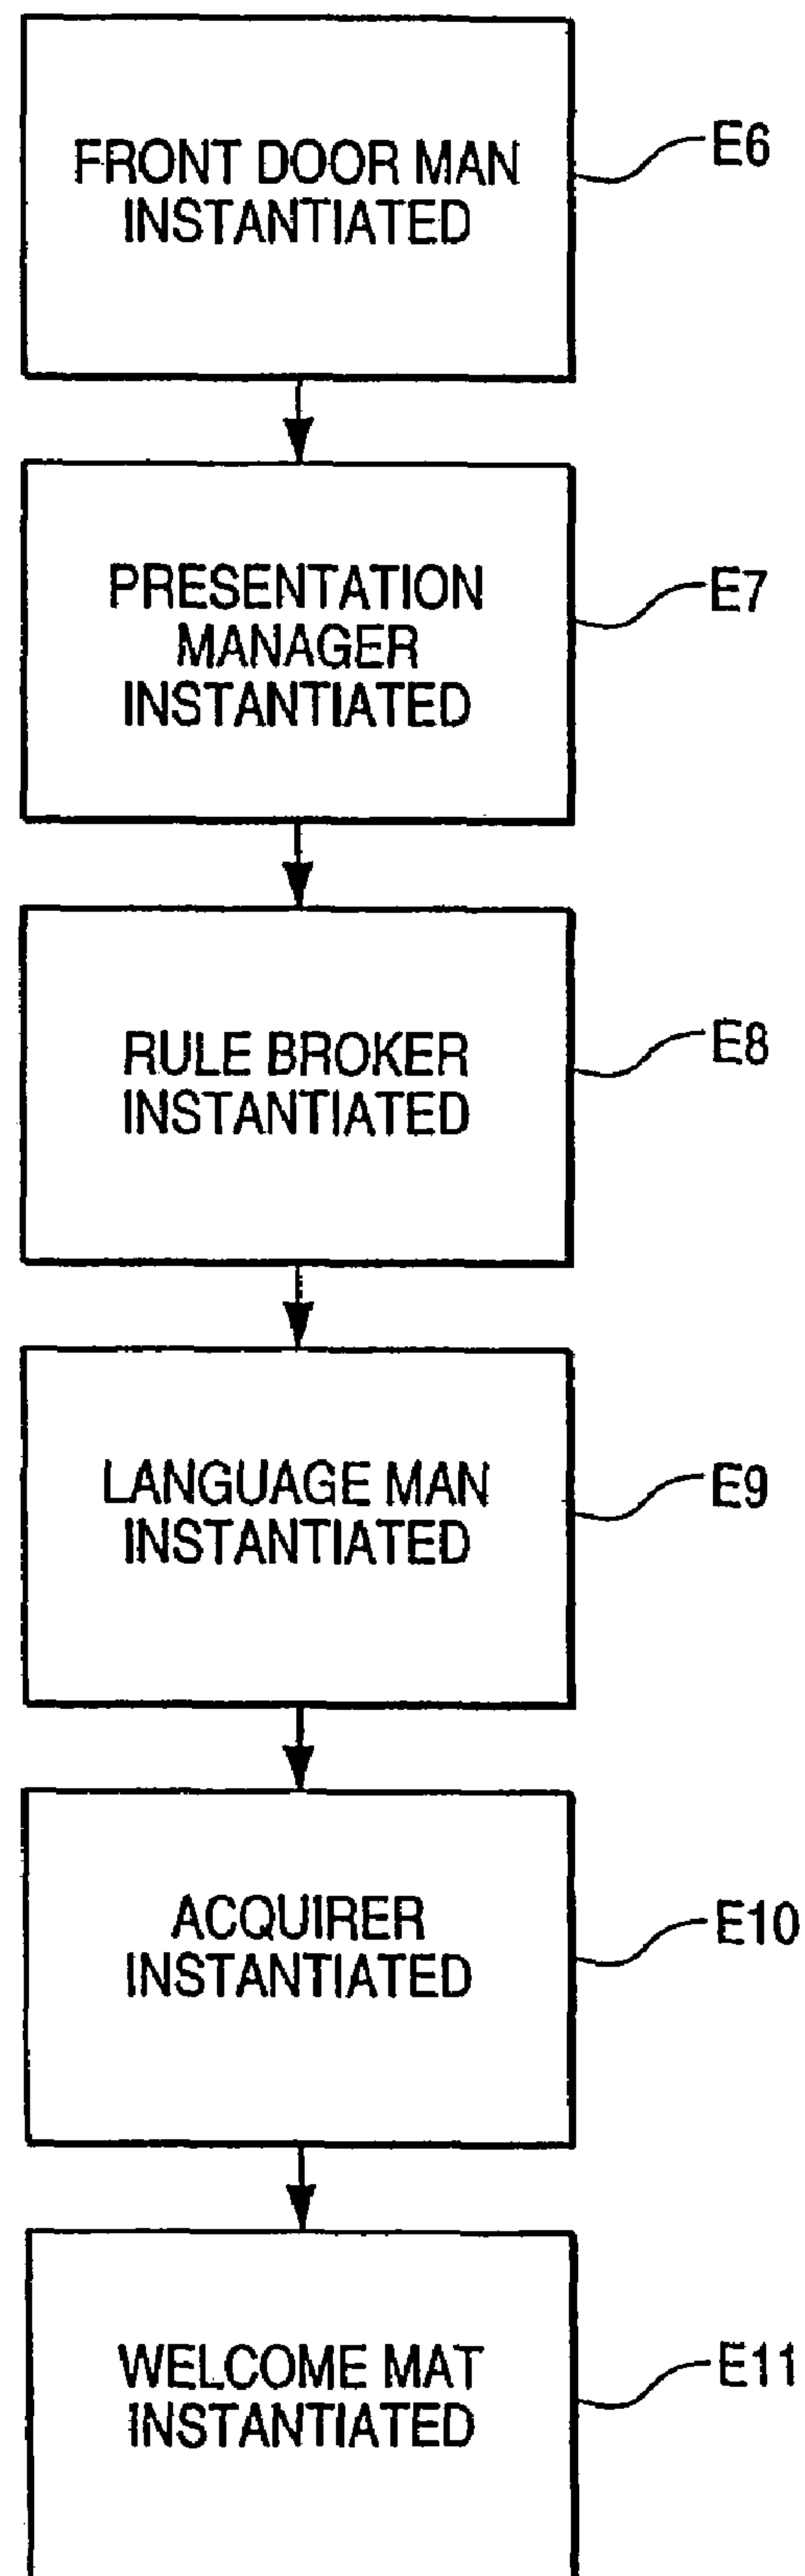 FRONT DOOR MAN
INSTANTIATED
E6
PRESENTATION
MANAGER
INSTANTIATED
E7
RULE BROKER
INSTANTIATED
E8
LANGUAGE MAN
INSTANTIATED
E9
ACQUIRER
INSTANTIATED
E10
WELCOME MAT
INSTANTIATED
E11